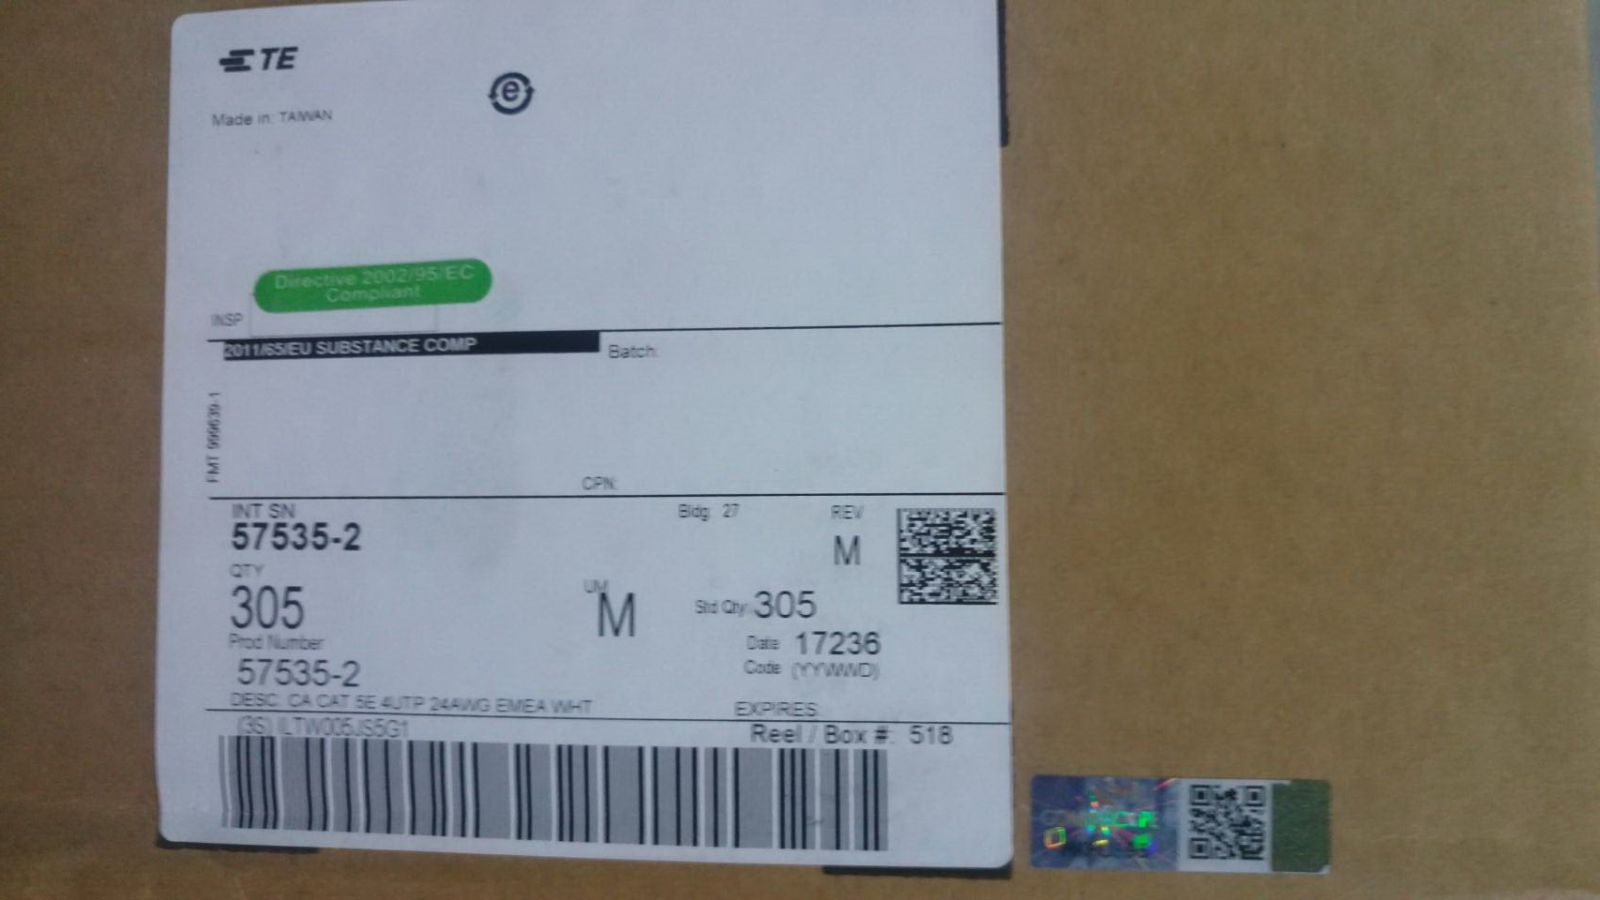 TE
e
Made in: TAIWAN
Directive 2002/95/EC
Compliant
INSP
2011/65/EU SUBSTANCE COMP
Batch:
FMT 999639-1
CPN:
INT SN
57535-2
Bldg: 27
REV
M
QTY
305
UM
M
Std Qty: 305
Prod Number
57535-2
Date 17236
Code (YYWWD)
DESC: CA CAT 5E 4UTP 24AWG EMEA WHT
EXPIRES:
(3S) ILTW005JS5G1
Reel / Box #: 518
COMMSCOPE